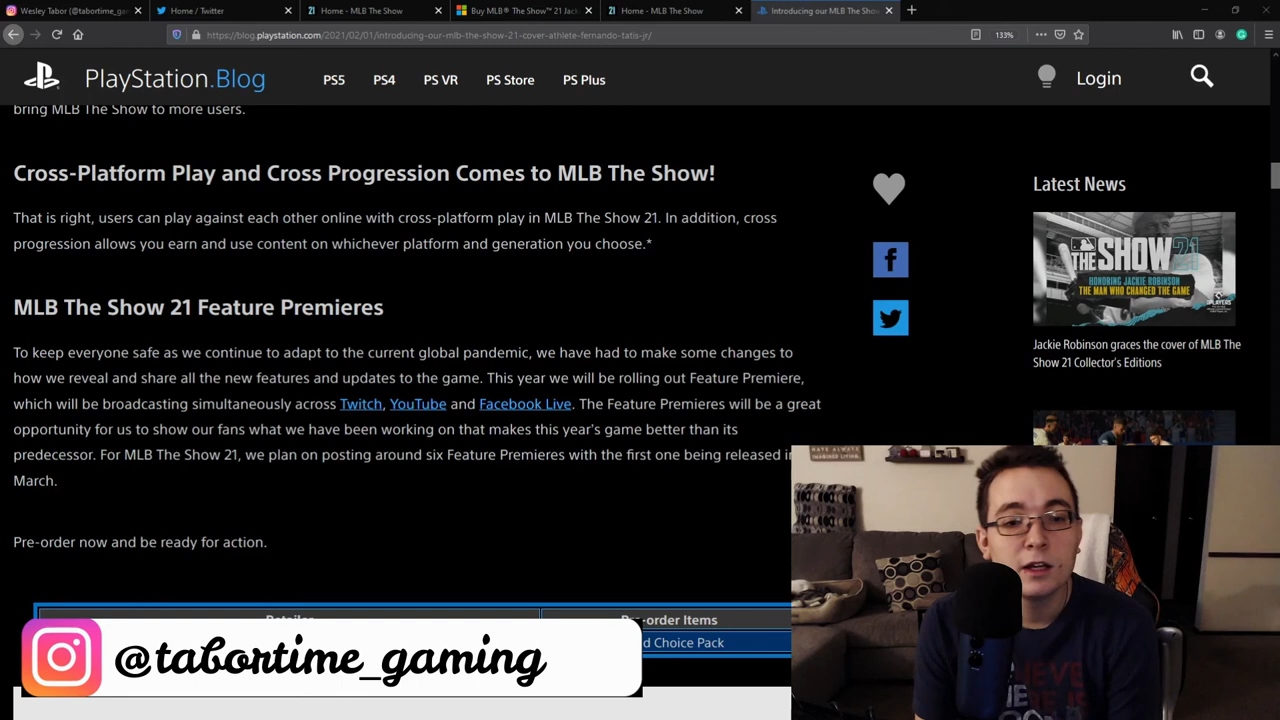 Wesley Tabor (@tabortime_gam
Home / Twitter
Home - MLB The Show
Buy MLB® The Show™ 21 Jack
Home - MLB The Show
Introducing our MLB The Show
https://blog.playstation.com/2021/02/01/introducing-our-mlb-the-show-21-cover-athlete-fernando-tatis-jr/
133%
PlayStation.Blog
PS5
PS4
PS VR
PS Store
PS Plus
Login
bring MLB The Show to more users.
Cross-Platform Play and Cross Progression Comes to MLB The Show!
That is right, users can play against each other online with cross-platform play in MLB The Show 21. In addition, cross
progression allows you earn and use content on whichever platform and generation you choose.*
MLB The Show 21 Feature Premieres
To keep everyone safe as we continue to adapt to the current global pandemic, we have had to make some changes to
how we reveal and share all the new features and updates to the game. This year we will be rolling out Feature Premiere,
which will be broadcasting simultaneously across Twitch, YouTube and Facebook Live. The Feature Premieres will be a great
opportunity for us to show our fans what we have been working on that makes this year's game better than its
predecessor. For MLB The Show 21, we plan on posting around six Feature Premieres with the first one being released in
March.
Pre-order now and be ready for action.
Retailer
Pre-order Items
d Choice Pack
@tabortime_gaming
Latest News
MLB
THE SHOW 21
HONORING JACKIE ROBINSON
THE MAN WHO CHANGED THE GAME
PLAYERS
Jackie Robinson graces the cover of MLB The
Show 21 Collector's Editions